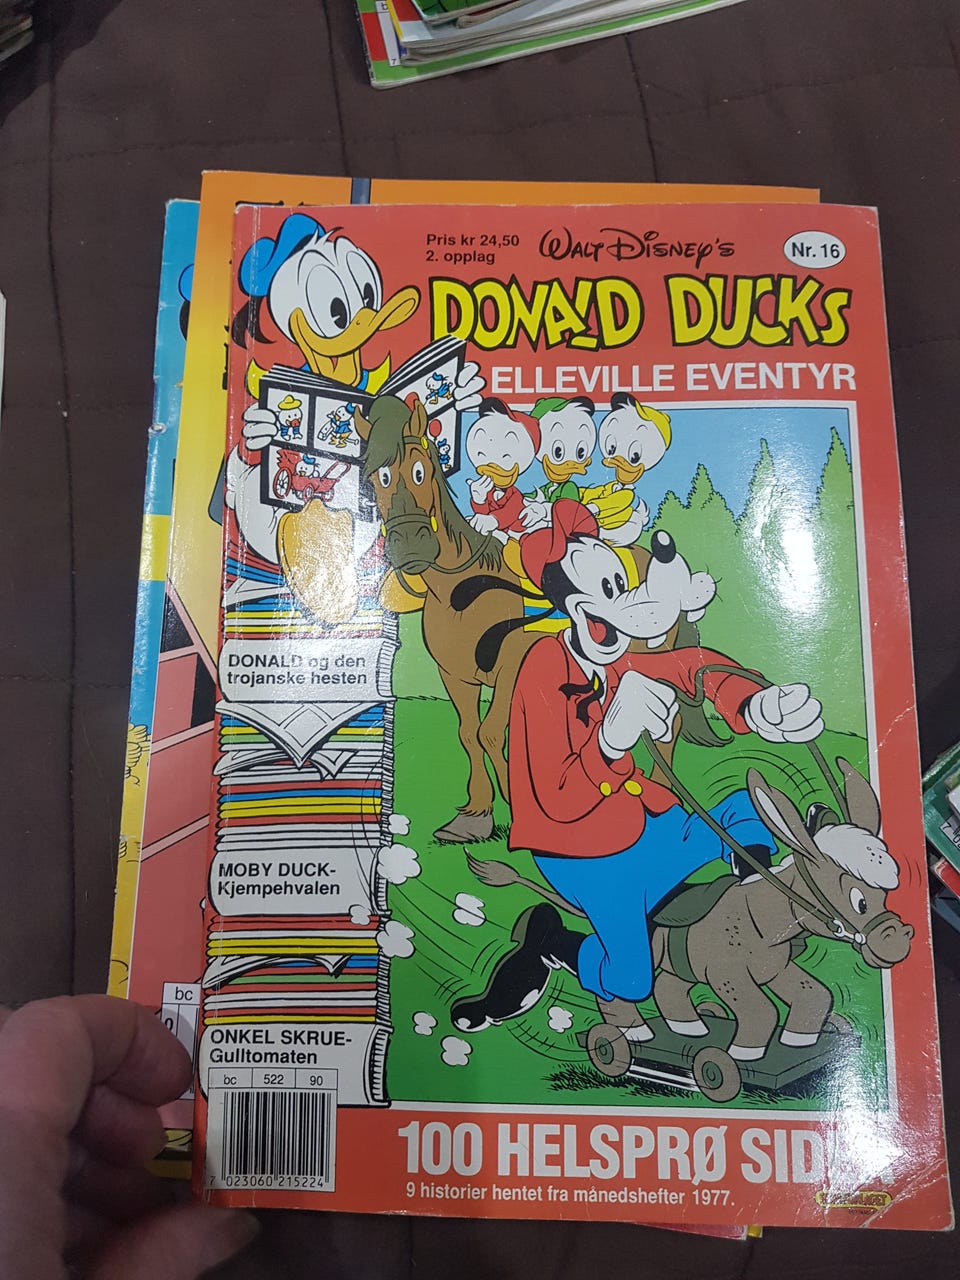 Pris kr 24,50
2. opplag
WALT DISNEY'S
Nr. 16
DONALD DUCKS
ELLEVILLE EVENTYR
DONALD og den
trojanske hesten
MOBY DUCK-
Kjempehvalen
ONKEL SKRUE-
Gulltomaten
bc 522 90
7 023060 215224
bc
100 HELSPRØ
9 historier hentet fra månedshefter 1977.